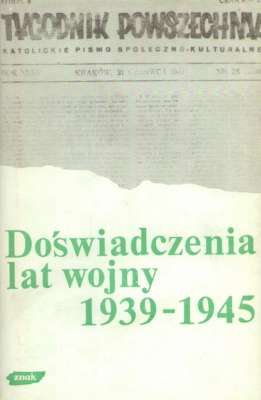 TYGODNIK POWSZECHNY
KATOLICKIE PISMO SPOŁECZNO-KULTURALNE
KRAKÓW,
Doświadczenia
lat wojny
1939-1945
znak